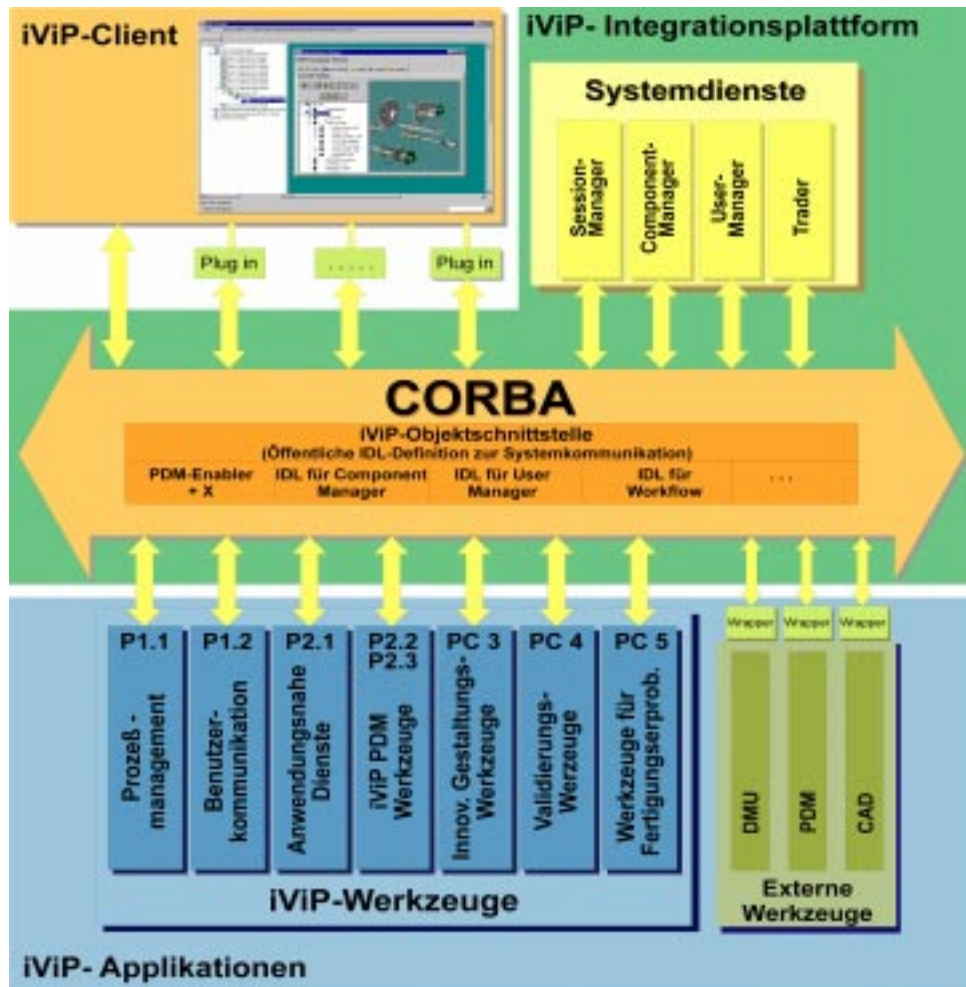 iViP-Client
iViP- Integrationsplattform
Systemdienste
Session-
Manager
Component-
Manager
User-
Manager
Trader
Plug in
. . . . .
Plug in
CORBA
iViP-Objektschnittstelle
(Öffentliche IDL-Definition zur Systemkommunikation)
PDM-Enabler
+ X
IDL für Component
Manager
IDL für User
Manager
IDL für
Workflow
. . .
P1.1
Prozeß -
management
P1.2
Benutzer-
kommunikation
P2.1
Anwendungsnahe
Dienste
P2.2
P2.3
iViP PDM
Werkzeuge
PC 3
Innov. Gestaltungs-
Werkzeuge
PC 4
Validierungs-
Werzeuge
PC 5
Werkzeuge für
Fertigungserprob.
iViP-Werkzeuge
Wrapper
Wrapper
Wrapper
DMU
PDM
CAD
Externe
Werkzeuge
iViP- Applikationen